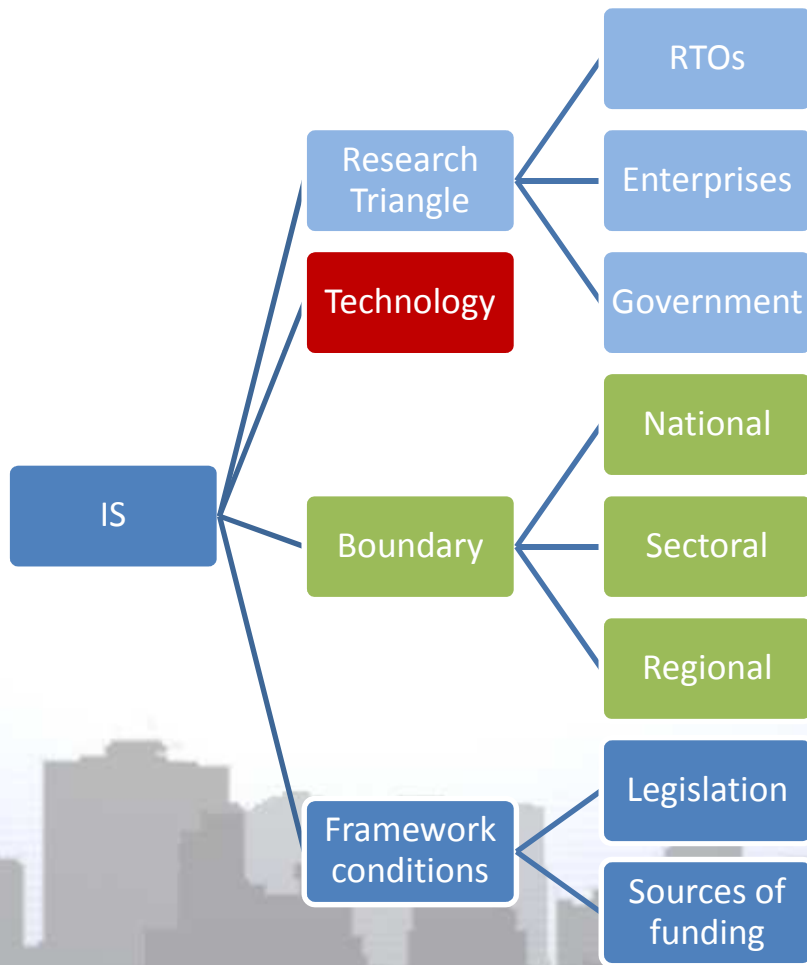 RTOs
Research
Triangle
Enterprises
Technology
Government
National
IS
Boundary
Sectoral
Regional
Legislation
Framework
conditions
Sources of
funding